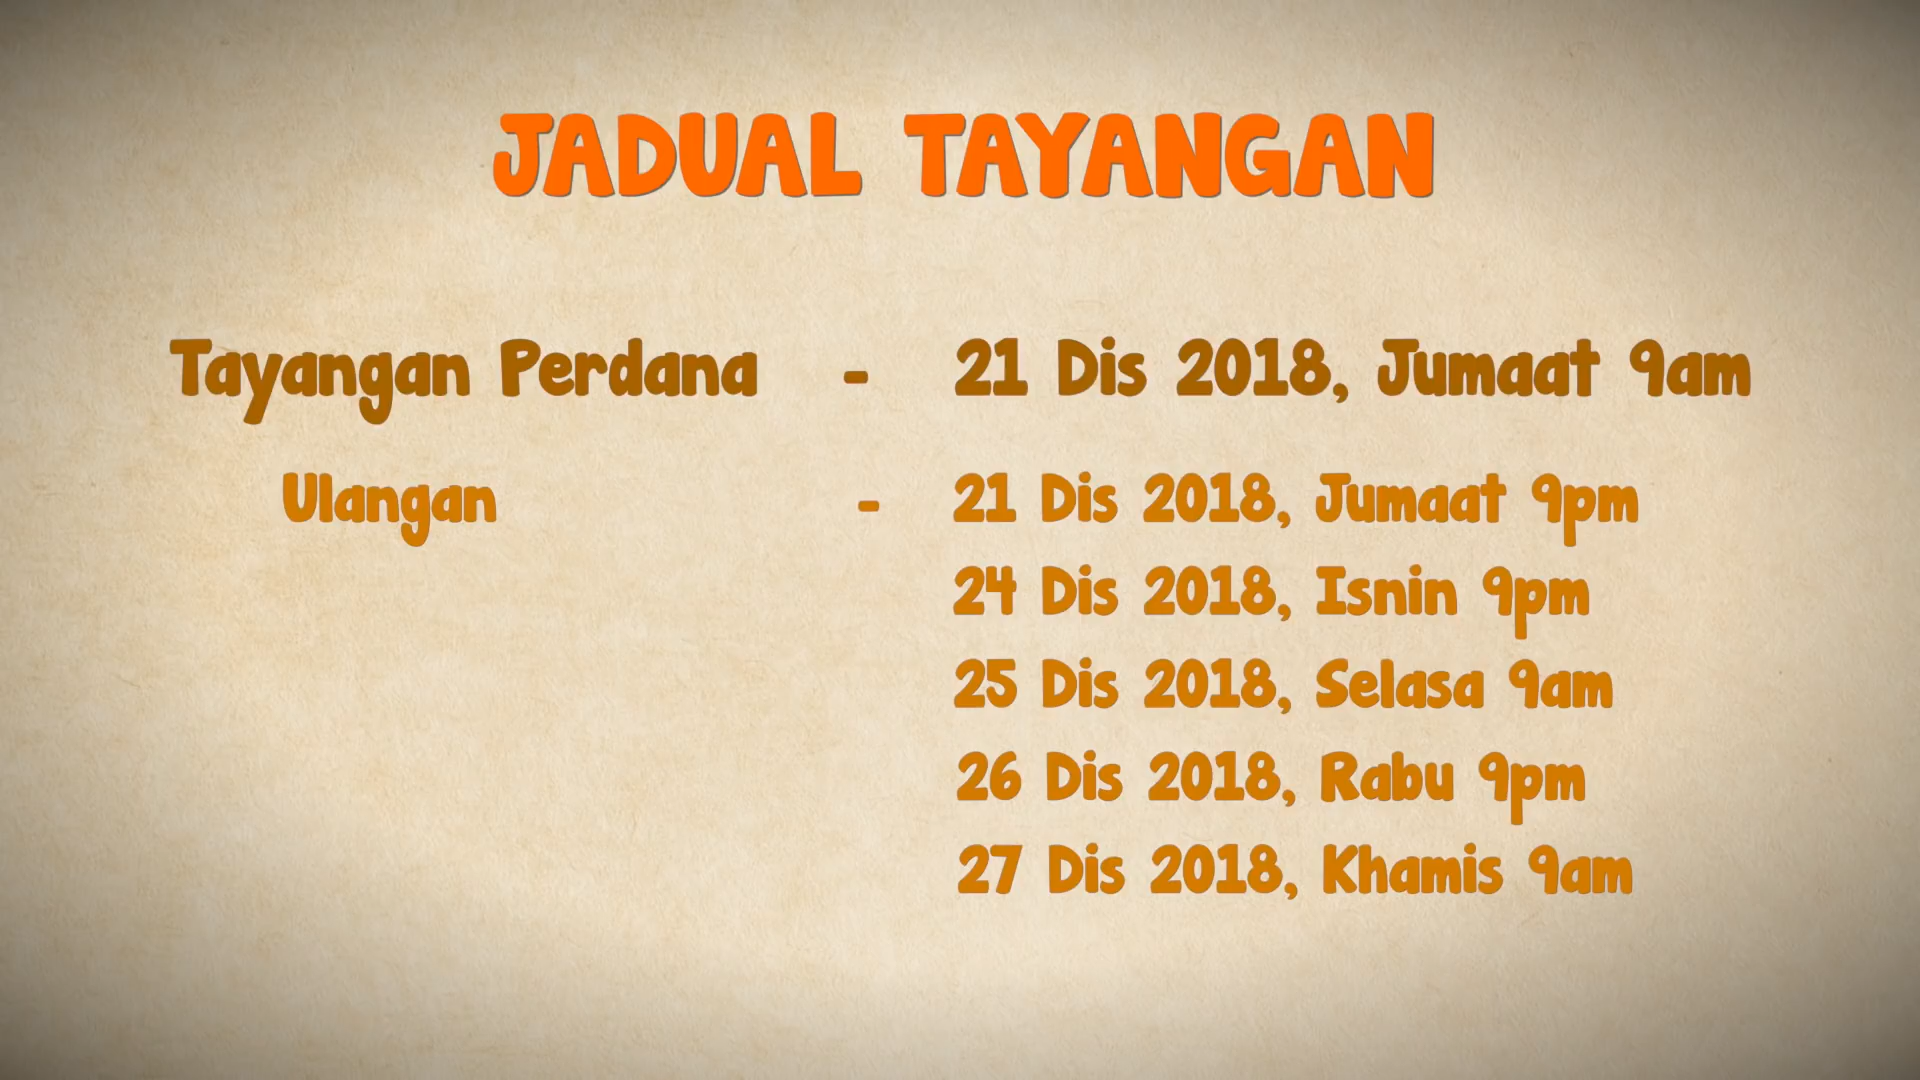 JADUAL TAYANGAN
Tayangan Perdana - 21 Dis 2018, Jumaat 9am
Ulangan - 21 Dis 2018, Jumaat 9pm
24 Dis 2018, Isnin 9pm
25 Dis 2018, Selasa 9am
26 Dis 2018, Rabu 9pm
27 Dis 2018, Khamis 9am